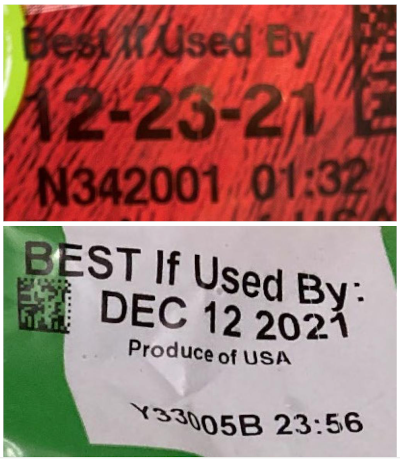 Best If Used By
12-23-21
N342001 01:32
BEST If Used By:
DEC 12 2021
Produce of USA
Y33005B 23:56